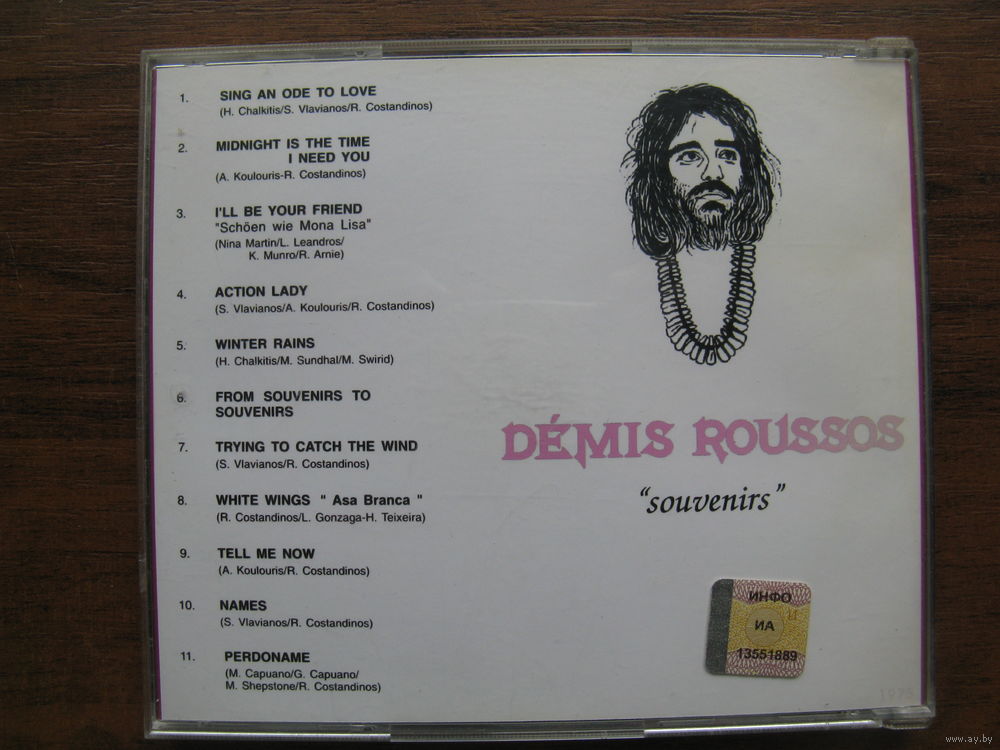 1. SING AN ODE TO LOVE
(H. Chalkitis/S. Vlavianos/R. Costandinos)
2. MIDNIGHT IS THE TIME
I NEED YOU
(A. Koulouris-R. Costandinos)
3. I'LL BE YOUR FRIEND
"Schöen wie Mona Lisa"
(Nina Martin/L. Leandros/
K. Munro/R. Arnie)
4. ACTION LADY
(S. Vlavianos/A. Koulouris/R. Costandinos)
5. WINTER RAINS
(H. Chalkitis/M. Sundhal/M. Swirid)
6. FROM SOUVENIRS TO
SOUVENIRS
7. TRYING TO CATCH THE WIND
(S. Vlavianos/R. Costandinos)
8. WHITE WINGS " Asa Branca "
(R. Costandinos/L. Gonzaga-H. Teixeira)
9. TELL ME NOW
(A. Koulouris/R. Costandinos)
10. NAMES
(S. Vlavianos/R. Costandinos)
11. PERDONAME
(M. Capuano/G. Capuano/
M. Shepstone/R. Costandinos)
DÉMIS ROUSSOS
"souvenirs"
ИНФО
И
ИА
13551889
1975
www.ay.by